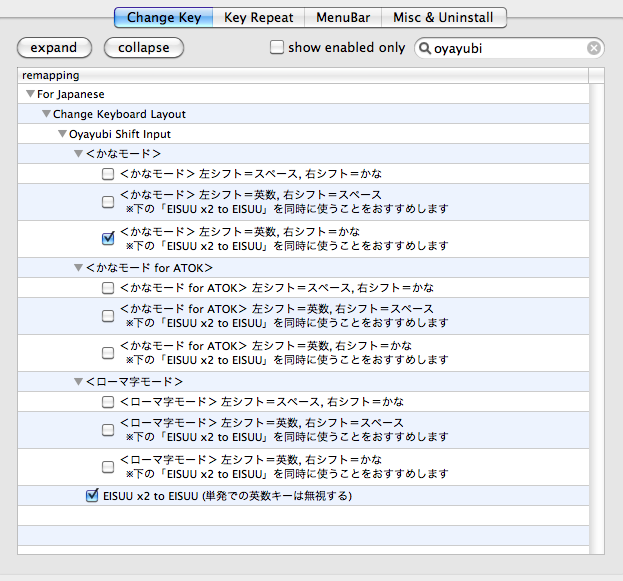 Change Key Key Repeat MenuBar Misc & Uninstall
expand collapse show enabled only oyayubi
remapping
For Japanese
Change Keyboard Layout
Oyayubi Shift Input
＜かなモード＞
＜かなモード＞ 左シフト＝スペース, 右シフト＝かな
＜かなモード＞ 左シフト＝英数, 右シフト＝スペース
※下の「EISUU x2 to EISUU」を同時に使うことをおすすめします
＜かなモード＞ 左シフト＝英数, 右シフト＝かな
※下の「EISUU x2 to EISUU」を同時に使うことをおすすめします
＜かなモード for ATOK＞
＜かなモード for ATOK＞ 左シフト＝スペース, 右シフト＝かな
＜かなモード for ATOK＞ 左シフト＝英数, 右シフト＝スペース
※下の「EISUU x2 to EISUU」を同時に使うことをおすすめします
＜かなモード for ATOK＞ 左シフト＝英数, 右シフト＝かな
※下の「EISUU x2 to EISUU」を同時に使うことをおすすめします
＜ローマ字モード＞
＜ローマ字モード＞ 左シフト＝スペース, 右シフト＝かな
＜ローマ字モード＞ 左シフト＝英数, 右シフト＝スペース
※下の「EISUU x2 to EISUU」を同時に使うことをおすすめします
＜ローマ字モード＞ 左シフト＝英数, 右シフト＝かな
※下の「EISUU x2 to EISUU」を同時に使うことをおすすめします
EISUU x2 to EISUU (単発での英数キーは無視する)